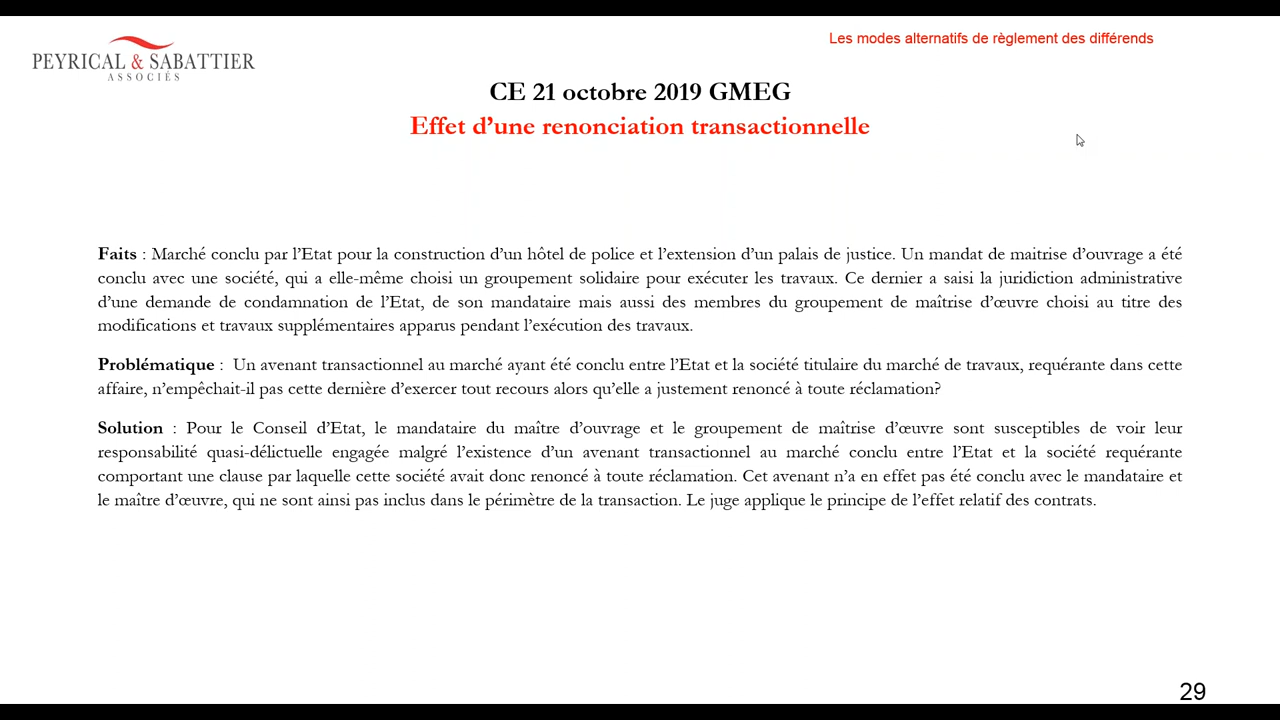 PEYRICAL & SABATTIER
ASSOCIÉS
Les modes alternatifs de règlement des différends
CE 21 octobre 2019 GMEG
Effet d’une renonciation transactionnelle
Faits : Marché conclu par l’Etat pour la construction d’un hôtel de police et l’extension d’un palais de justice. Un mandat de maitrise d’ouvrage a été
conclu avec une société, qui a elle-même choisi un groupement solidaire pour exécuter les travaux. Ce dernier a saisi la juridiction administrative
d’une demande de condamnation de l’Etat, de son mandataire mais aussi des membres du groupement de maîtrise d’œuvre choisi au titre des
modifications et travaux supplémentaires apparus pendant l’exécution des travaux.
Problématique : Un avenant transactionnel au marché ayant été conclu entre l’Etat et la société titulaire du marché de travaux, requérante dans cette
affaire, n’empêchait-il pas cette dernière d’exercer tout recours alors qu’elle a justement renoncé à toute réclamation?
Solution : Pour le Conseil d’Etat, le mandataire du maître d’ouvrage et le groupement de maîtrise d’œuvre sont susceptibles de voir leur
responsabilité quasi-délictuelle engagée malgré l’existence d’un avenant transactionnel au marché conclu entre l’Etat et la société requérante
comportant une clause par laquelle cette société avait donc renoncé à toute réclamation. Cet avenant n’a en effet pas été conclu avec le mandataire et
le maître d’œuvre, qui ne sont ainsi pas inclus dans le périmètre de la transaction. Le juge applique le principe de l’effet relatif des contrats.
29